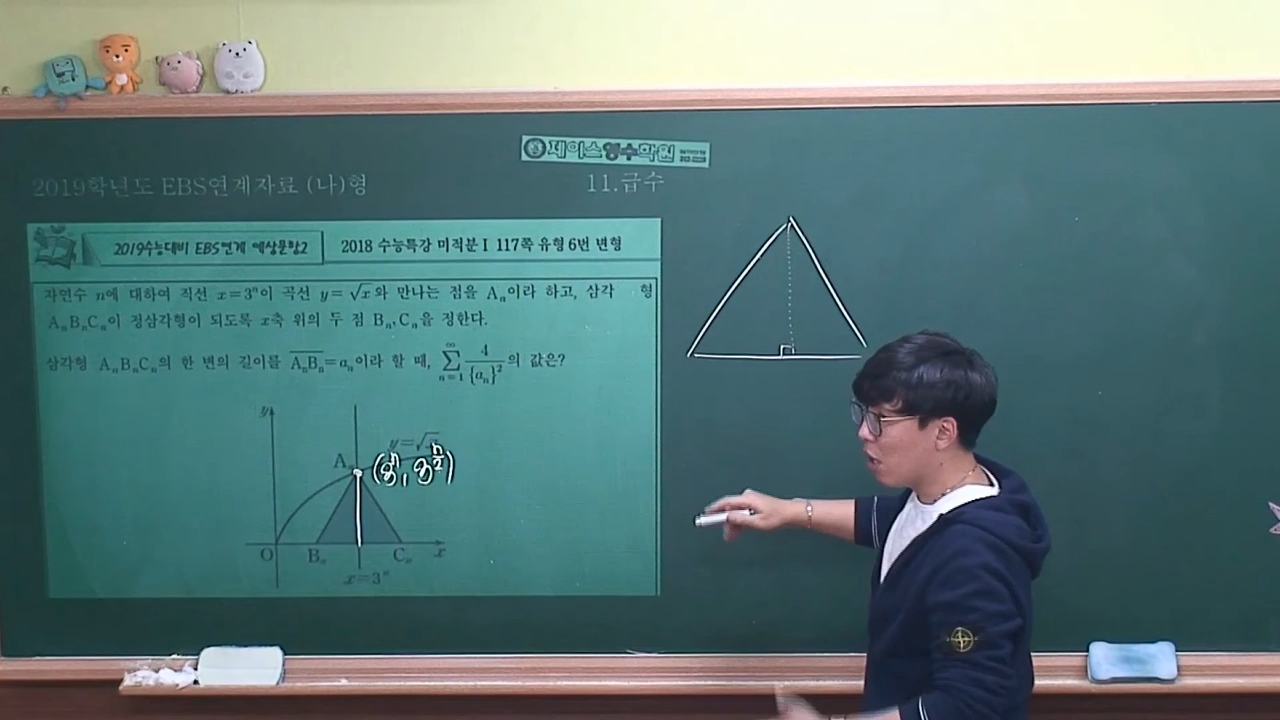 제이스영수학원
2019학년도 EBS연계자료 (나)형
11.급수
2019수능대비 EBS연계 예상문항2
2018 수능특강 미적분Ⅰ 117쪽 유형 6번 변형
자연수 n에 대하여 직선 x=3ⁿ이 곡선 y=√x와 만나는 점을 Aₙ이라 하고, 삼각 형
AₙBₙCₙ이 정삼각형이 되도록 x축 위의 두 점 Bₙ, Cₙ을 정한다.
삼각형 AₙBₙCₙ의 한 변의 길이를 A̅ₙB̅ₙ=aₙ이라 할 때, ∑_{n=1}^{∞} 4/{aₙ}²의 값은?
y
y=√x
A
(3ⁿ, 3^{n/2})
O
Bₙ
Cₙ
x
x=3ⁿ